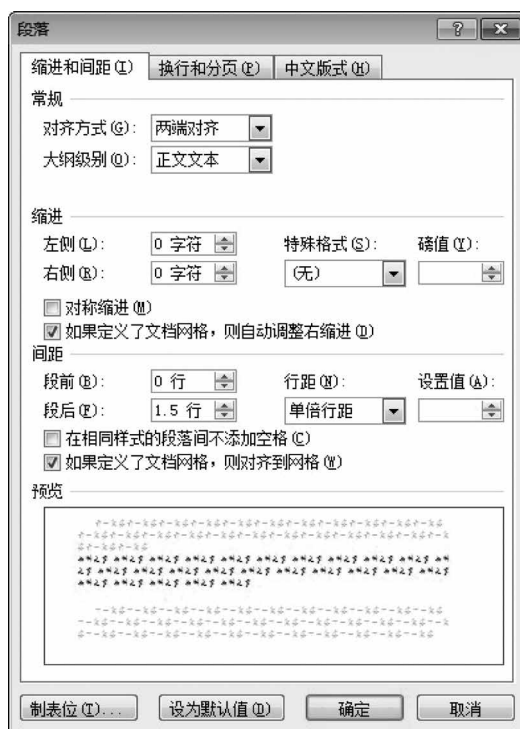 段落
缩进和间距(I) 换行和分页(P) 中文版式(H)
常规
对齐方式(G): 两端对齐
大纲级别(O): 正文文本
缩进
左侧(L): 0 字符 特殊格式(S): 磅值(Y):
右侧(R): 0 字符 (无)
对称缩进(M)
如果定义了文档网格，则自动调整右缩进(D)
间距
段前(B): 0 行 行距(N): 设置值(A):
段后(F): 1.5 行 单倍行距
在相同样式的段落间不添加空格(C)
如果定义了文档网格，则对齐到网格(W)
预览
制表位(T)... 设为默认值(D) 确定 取消